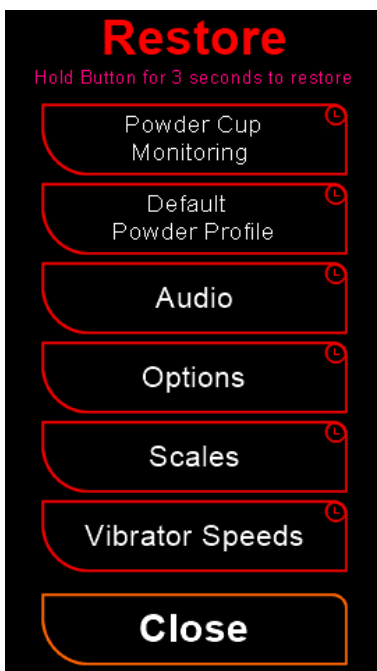 Restore
Hold Button for 3 seconds to restore
Powder Cup
Monitoring
Default
Powder Profile
Audio
Options
Scales
Vibrator Speeds
Close